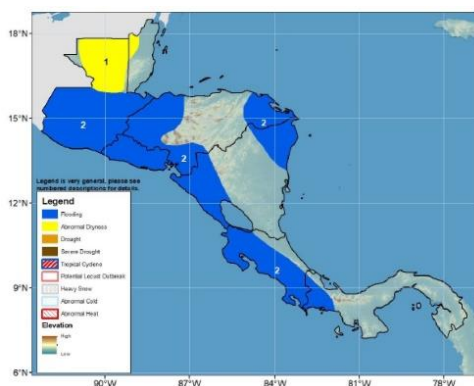 18°N
1
15°N
2
2
2
Legend is very general, please see
numbered descriptions for details.
12°N
Legend
Flooding
Abnormal Dryness
Drought
Severe Drought
Tropical Cyclone
Potential Locust Outbreak
Heavy Snow
Abnormal Cold
Abnormal Heat
Elevation
High
Low
2
9°N
6°N
90°W
87°W
84°W
81°W
78°W